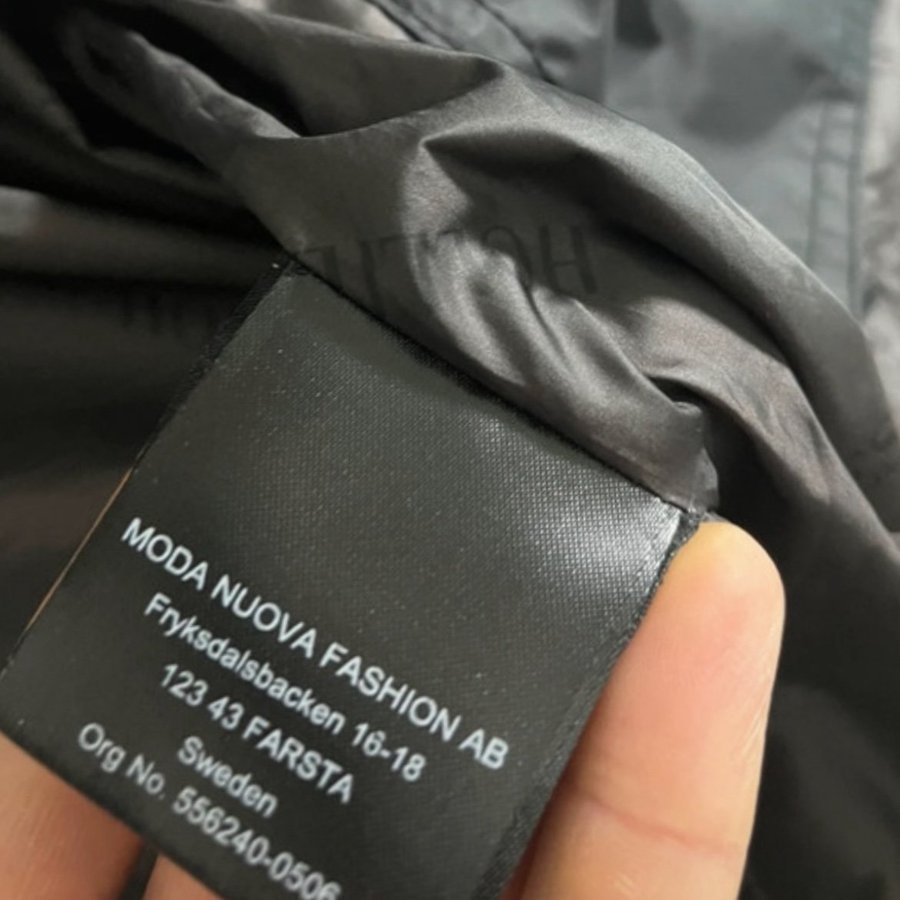 MODA NUOVA FASHION AB
Fryksdalsbacken 16-18
123 43 FARSTA
Sweden
Org No. 556240-0506